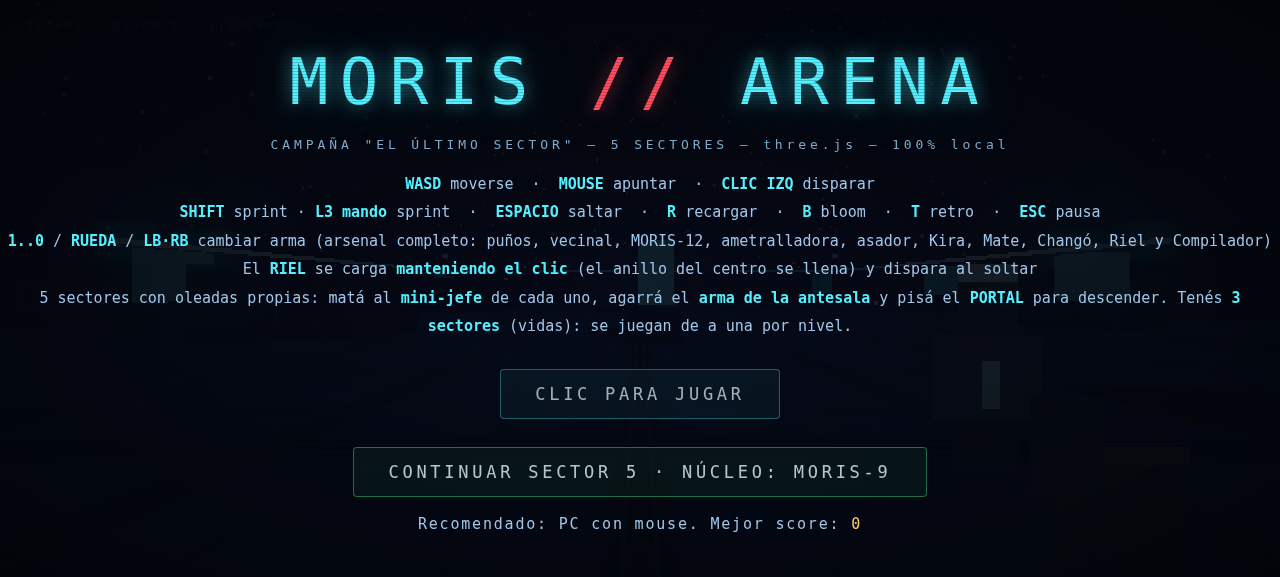 MORIS // ARENA
CAMPAÑA "EL ÚLTIMO SECTOR" — 5 SECTORES — three.js — 100% local
WASD moverse · MOUSE apuntar · CLIC IZQ disparar
SHIFT sprint · L3 mando sprint · ESPACIO saltar · R recargar · B bloom · T retro · ESC pausa
1..0 / RUEDA / LB·RB cambiar arma (arsenal completo: puños, vecinal, MORIS-12, ametralladora, asador, Kira, Mate, Changó, Riel y Compilador)
El RIEL se carga manteniendo el clic (el anillo del centro se llena) y dispara al soltar
5 sectores con oleadas propias: matá al mini-jefe de cada uno, agarrá el arma de la antesala y pisá el PORTAL para descender. Tenés 3
sectores (vidas): se juegan de a una por nivel.
CLIC PARA JUGAR
CONTINUAR SECTOR 5 · NÚCLEO: MORIS-9
Recomendado: PC con mouse. Mejor score: 0